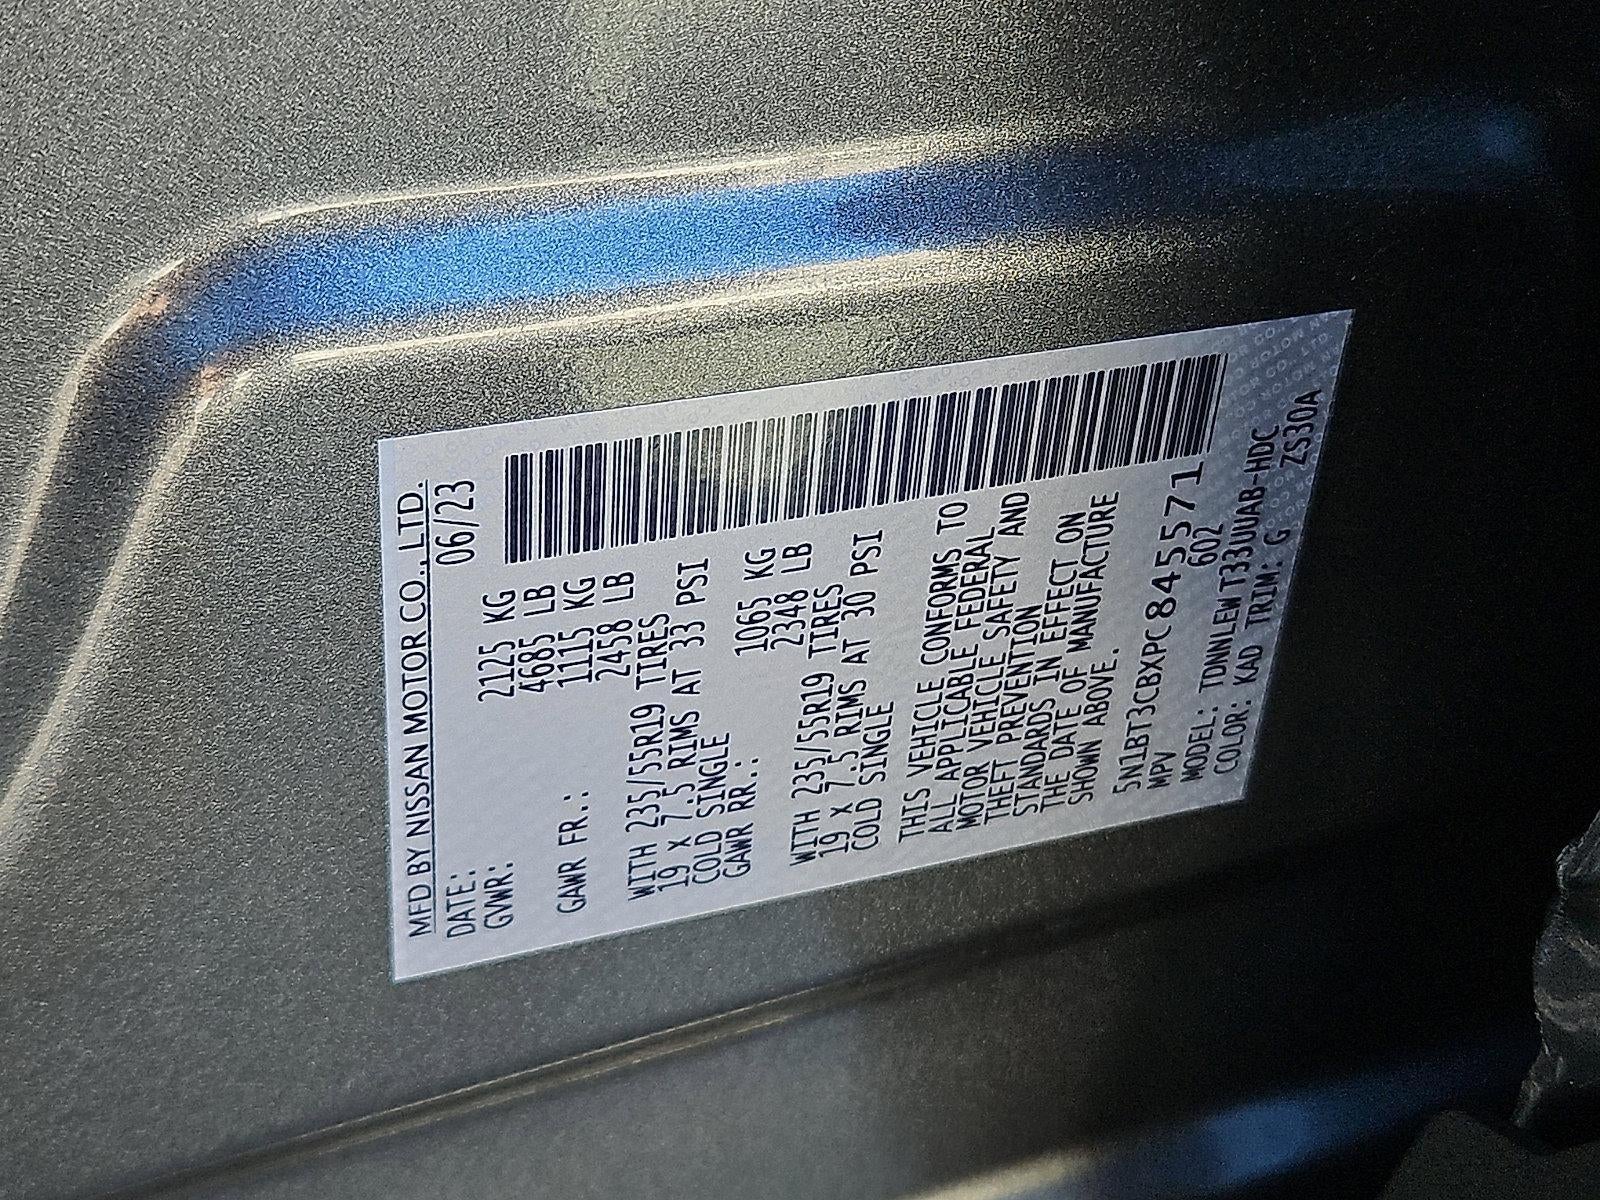 MFD BY NISSAN MOTOR CO., LTD.
DATE: 06/23
GVWR: 2125 KG
4685 LB
GAWR FR.: 1115 KG
2458 LB
WITH 235/55R19 TIRES
19 X 7.5 RIMS AT 33 PSI
COLD SINGLE
GAWR RR.: 1065 KG
2348 LB
WITH 235/55R19 TIRES
19 X 7.5 RIMS AT 30 PSI
COLD SINGLE
THIS VEHICLE CONFORMS TO
ALL APPLICABLE FEDERAL
MOTOR VEHICLE SAFETY AND
THEFT PREVENTION
STANDARDS IN EFFECT ON
THE DATE OF MANUFACTURE
SHOWN ABOVE.
5N1BT3CBXPC845571
MPV 602
MODEL: TDNNLEWT33UUAB-HDC
COLOR: KAD TRIM: G ZS30A